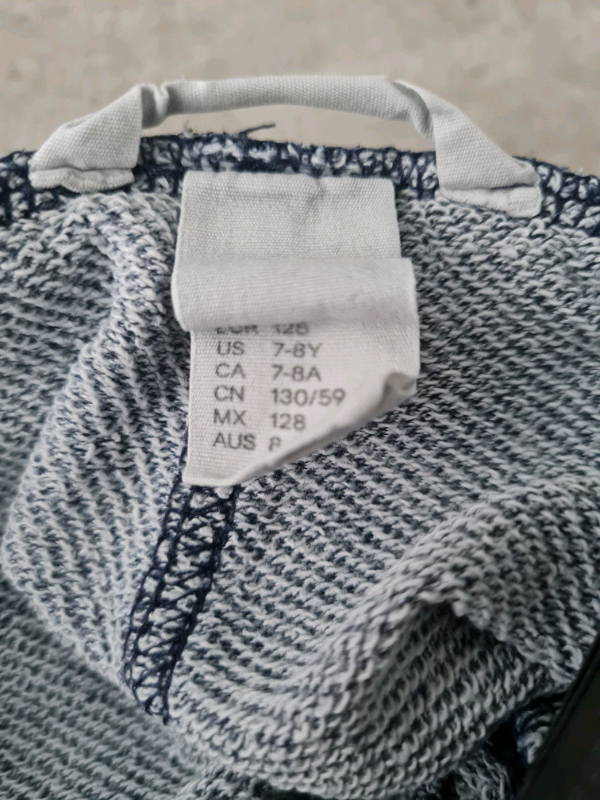 EUR 128
US 7-8Y
CA 7-8A
CN 130/59
MX 128
AUS 8